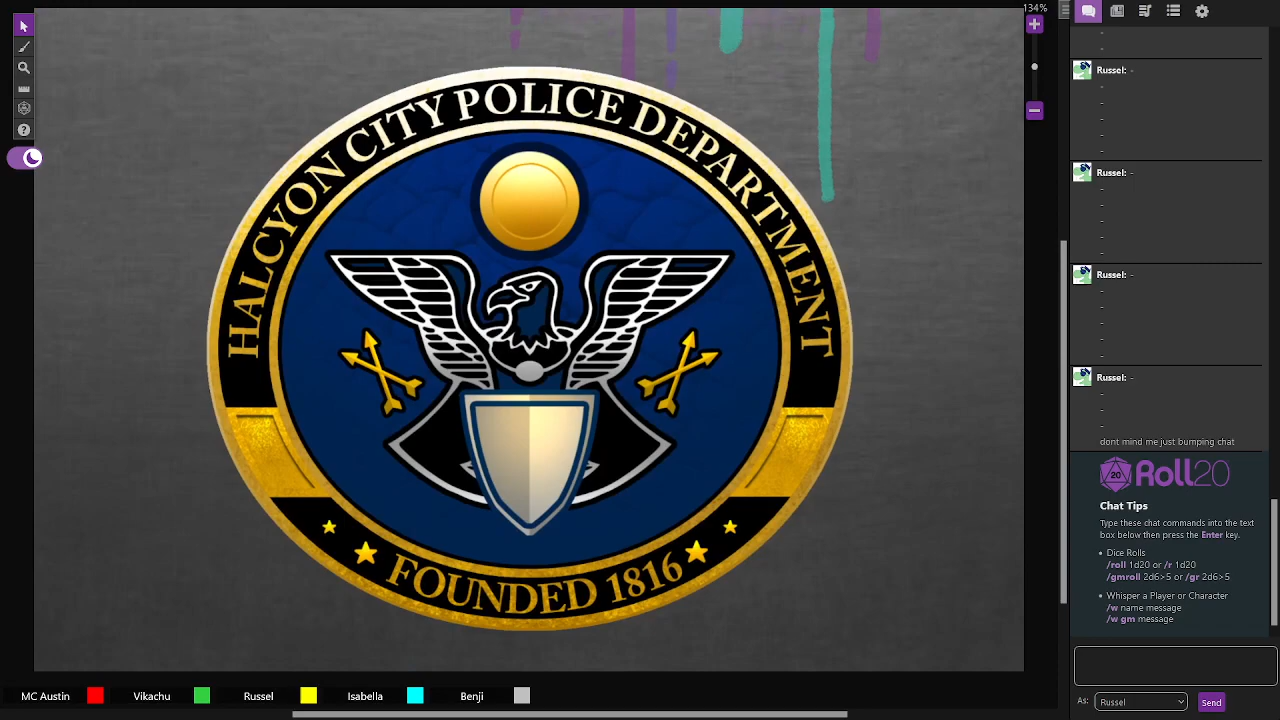 134%
HALCYON CITY POLICE DEPARTMENT
FOUNDED 1816
MC Austin
Vikachu
Russel
Isabella
Benji
-
-
Russel: -
-
-
-
-
-
Russel: -
-
-
-
-
Russel: -
-
-
-
-
-
Russel: -
-
-
-
dont mind me just bumping chat
20 Roll20
Chat Tips
Type these chat commands into the text
box below then press the Enter key.
• Dice Rolls
/roll 1d20 or /r 1d20
/gmroll 2d6>5 or /gr 2d6>5
• Whisper a Player or Character
/w name message
/w gm message
As: Russel Send